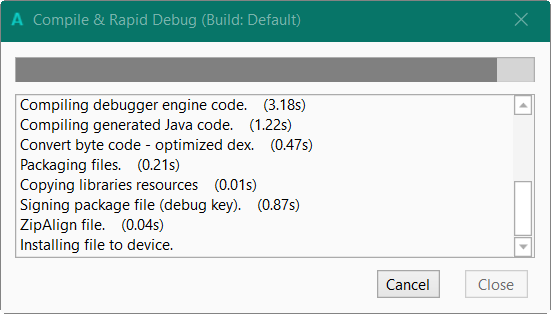 A Compile & Rapid Debug (Build: Default)
Compiling debugger engine code. (3.18s)
Compiling generated Java code. (1.22s)
Convert byte code - optimized dex. (0.47s)
Packaging files. (0.21s)
Copying libraries resources (0.01s)
Signing package file (debug key). (0.87s)
ZipAlign file. (0.04s)
Installing file to device.
Cancel Close